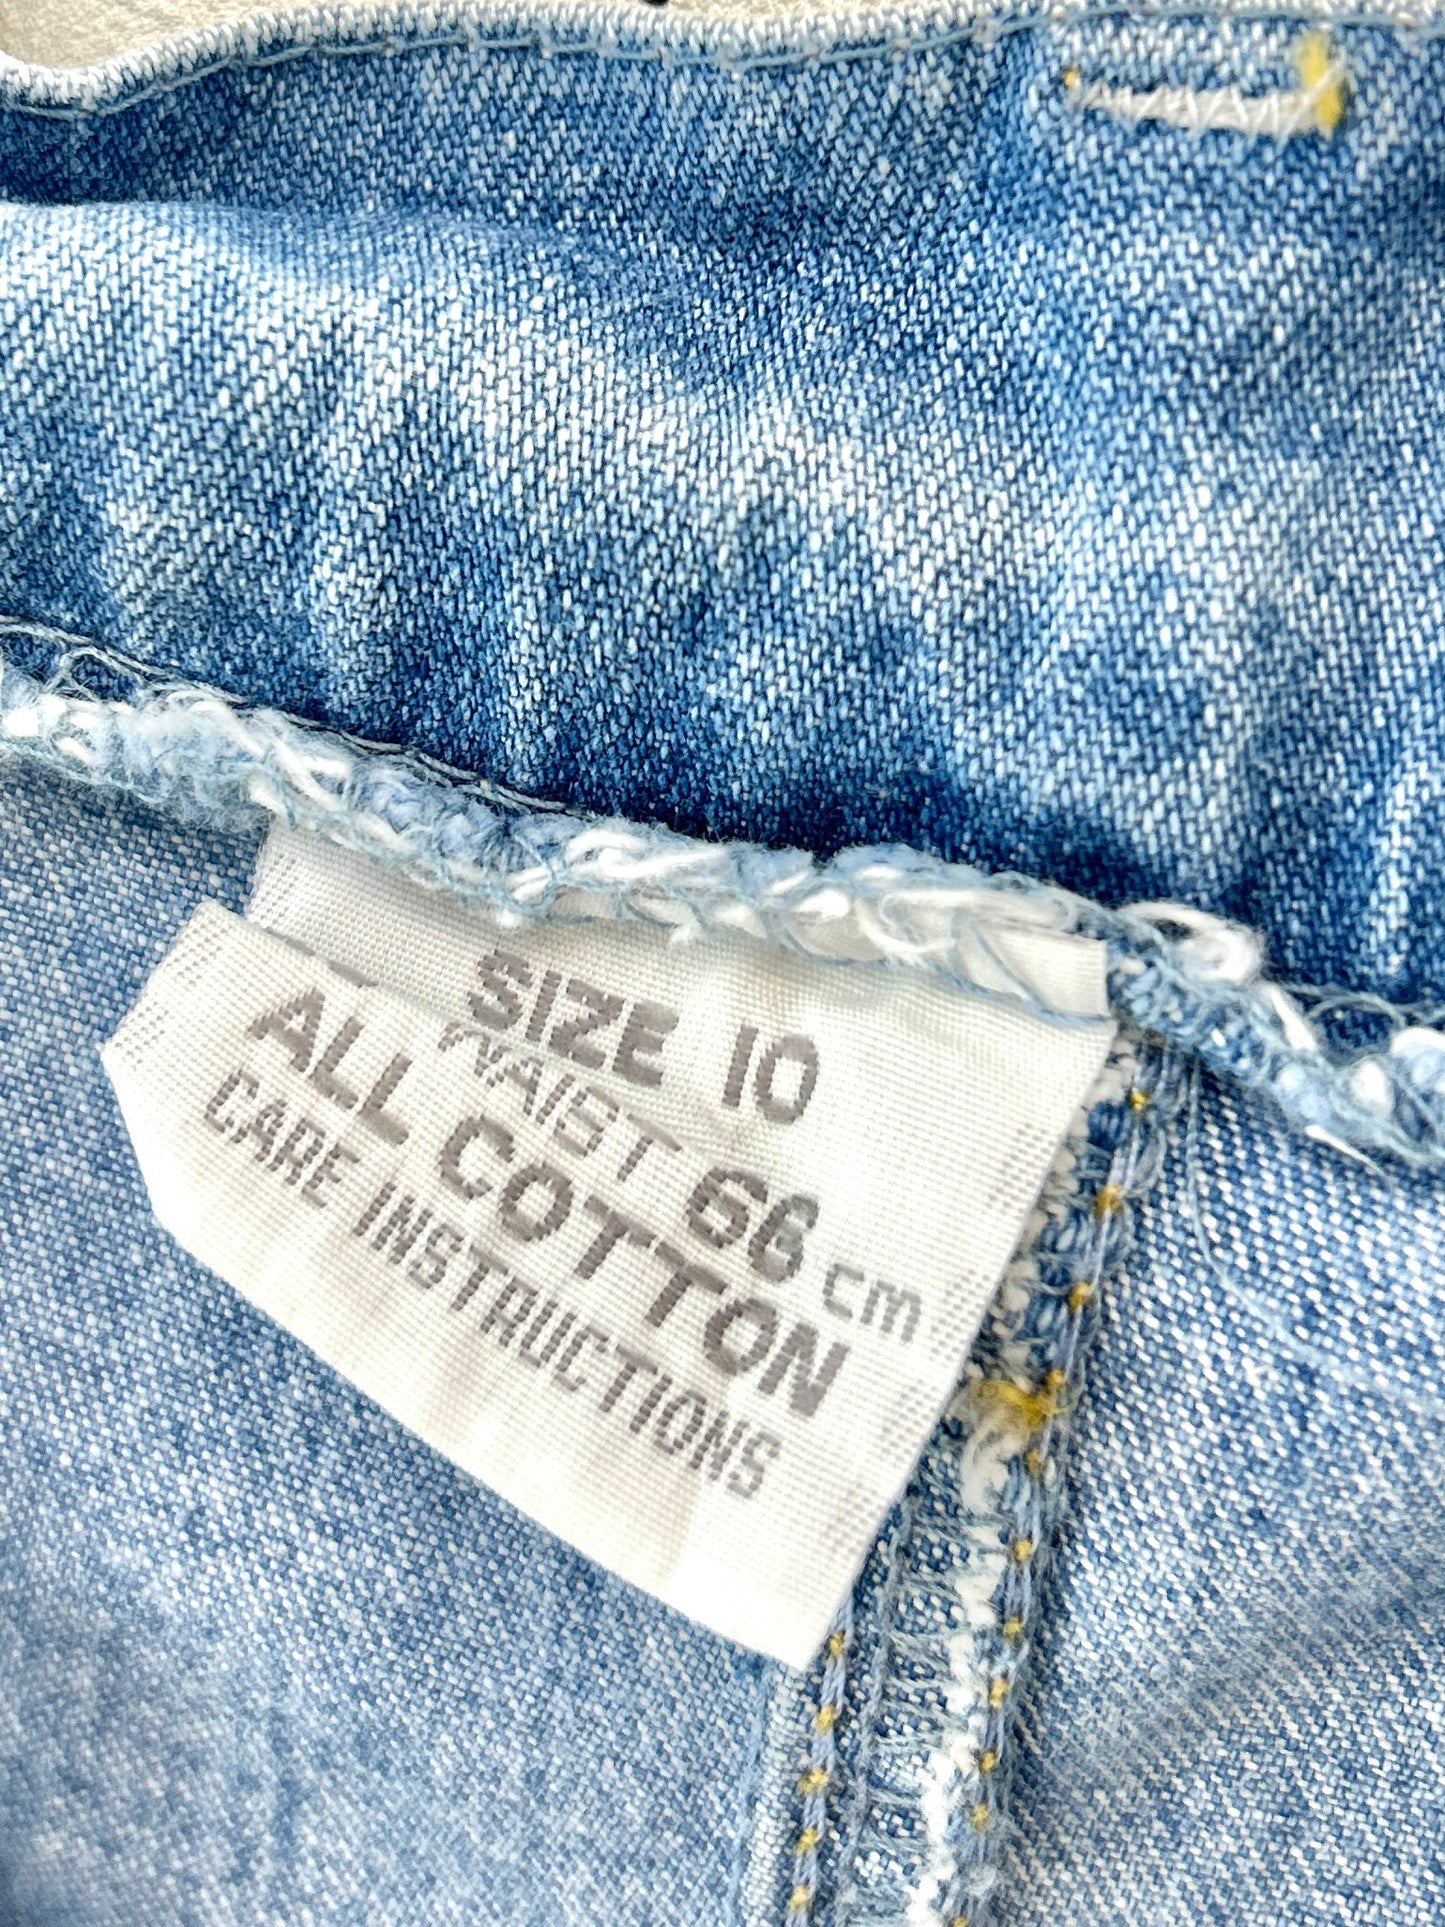 SIZE 10
WAIST 66 cm
ALL COTTON
CARE INSTRUCTIONS